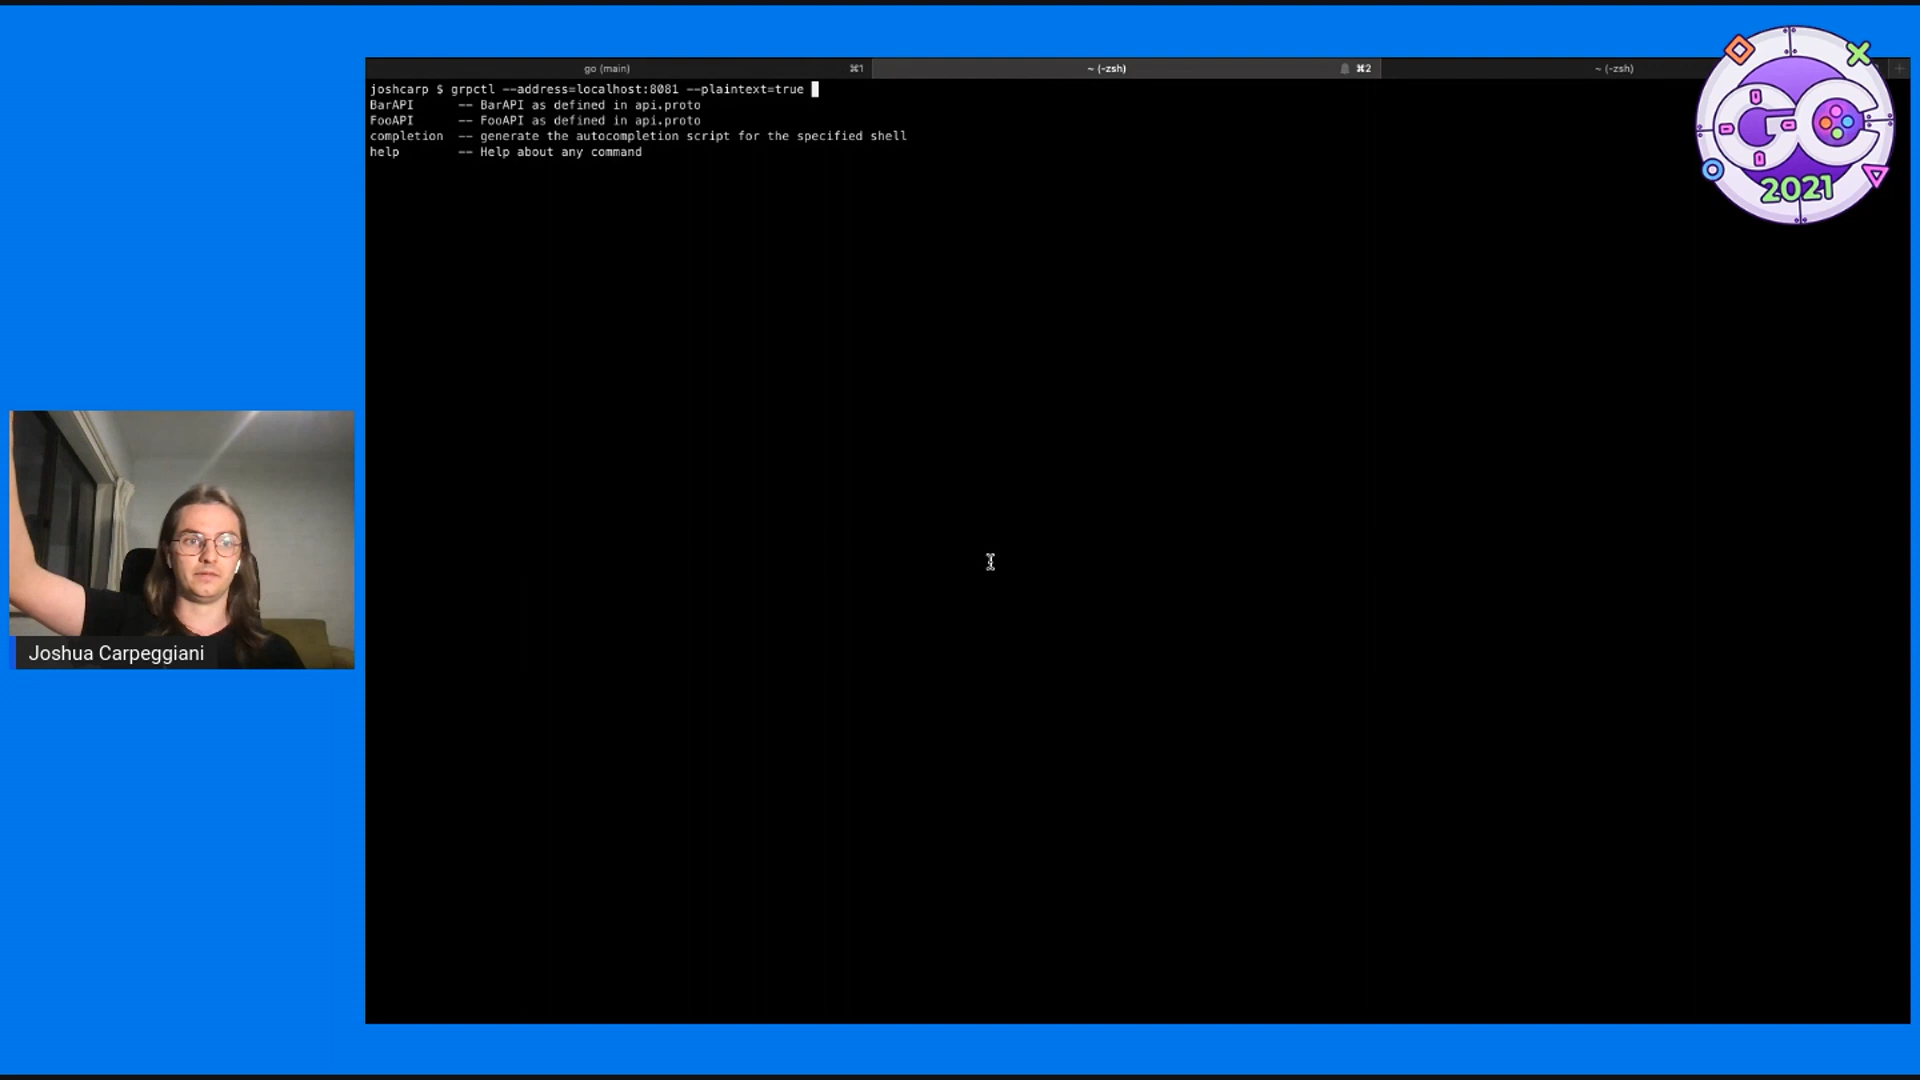 go (main)
⌘1
~ (-zsh)
⌘2
~ (-zsh)
joshcarp $ grpctl --address=localhost:8081 --plaintext=true
BarAPI -- BarAPI as defined in api.proto
FooAPI -- FooAPI as defined in api.proto
completion -- generate the autocompletion script for the specified shell
help -- Help about any command
GC
2021
Joshua Carpeggiani